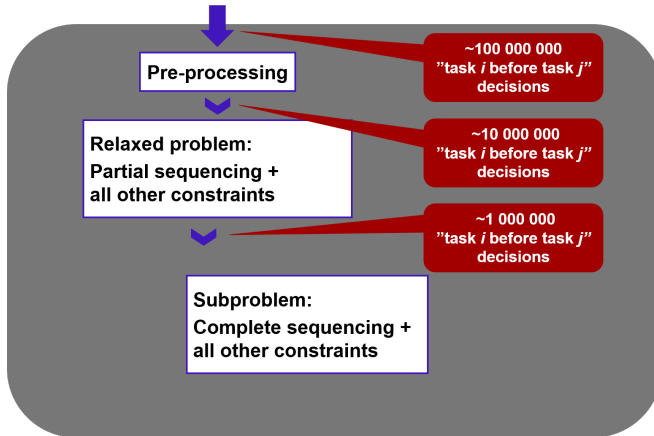 ~100 000 000
”task i before task j”
decisions
Pre-processing
~10 000 000
”task i before task j”
decisions
Relaxed problem:
Partial sequencing +
all other constraints
~1 000 000
”task i before task j”
decisions
Subproblem:
Complete sequencing +
all other constraints